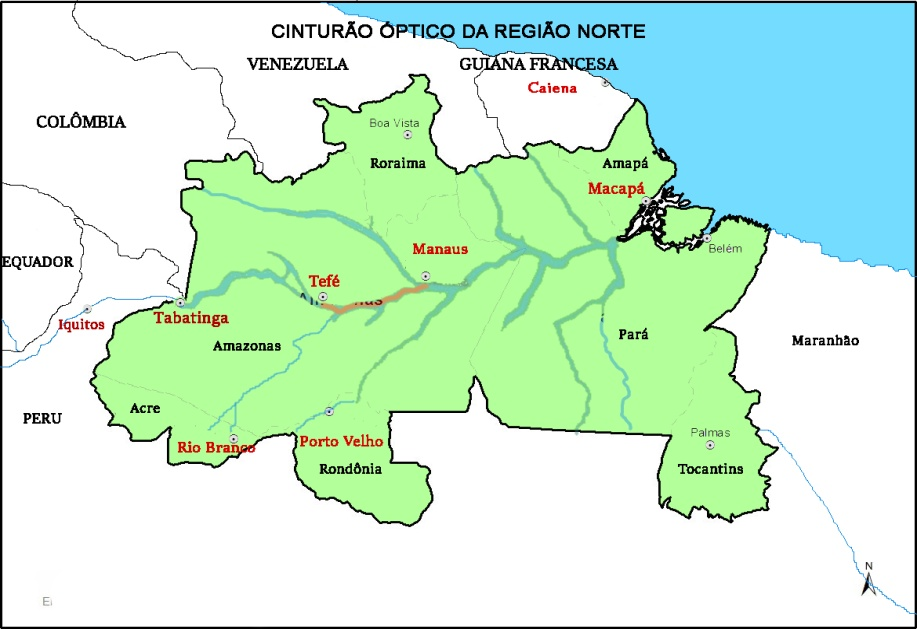 CINTURÃO ÓPTICO DA REGIÃO NORTE
VENEZUELA
GUIANA FRANCESA
Caiena
COLÔMBIA
Boa Vista
Roraima
Amapá
Macapá
Manaus
Belém
EQUADOR
Tefé
Iquitos
Tabatinga
Amazonas
Pará
Maranhão
PERU
Acre
Rio Branco
Porto Velho
Rondônia
Palmas
Tocantins
N